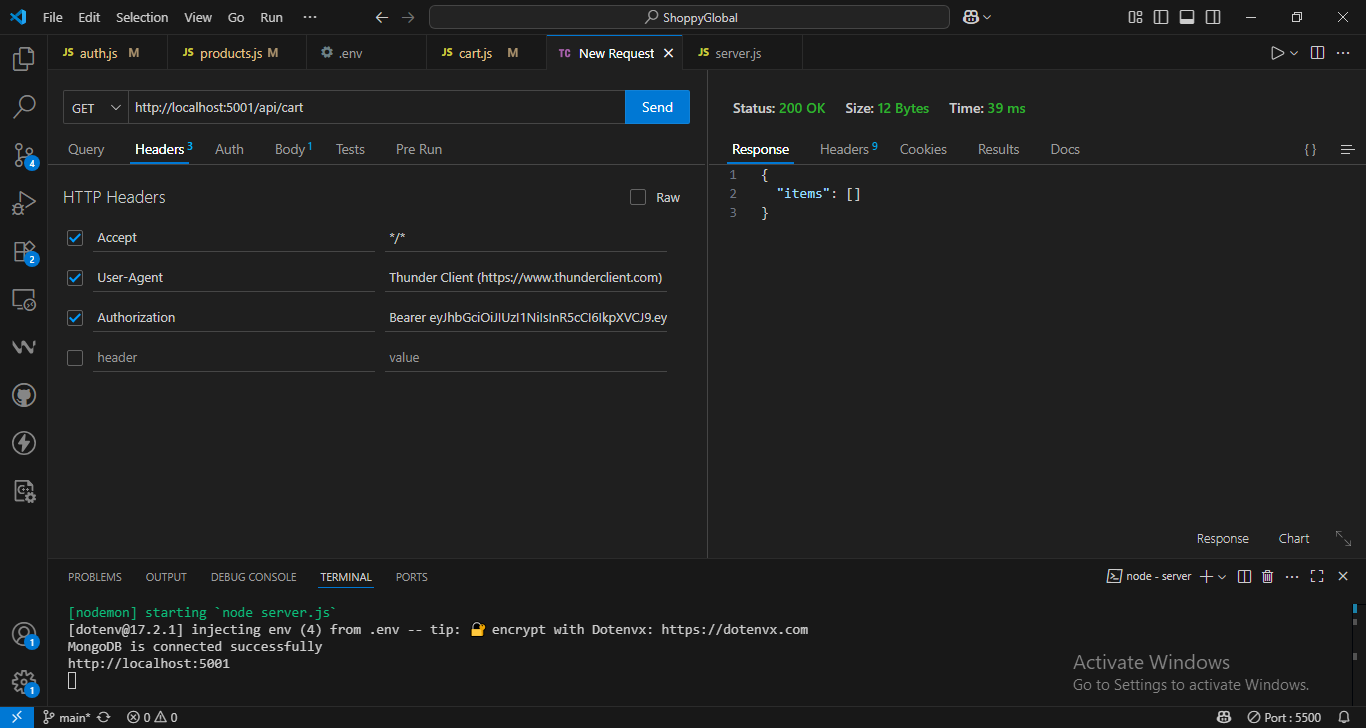 File Edit Selection View Go Run ··· ShoppyGlobal
JS auth.js M JS products.js M .env JS cart.js M TC New Request JS server.js
GET http://localhost:5001/api/cart Send
Status: 200 OK Size: 12 Bytes Time: 39 ms
Query Headers 3 Auth Body 1 Tests Pre Run
Response Headers 9 Cookies Results Docs { }
HTTP Headers Raw
Accept */*
User-Agent Thunder Client (https://www.thunderclient.com)
Authorization Bearer eyJhbGciOiJIUzI1NiIsInR5cCI6IkpXVCJ9.ey
header value
1 {
2 "items": []
3 }
4
2
Response Chart
PROBLEMS OUTPUT DEBUG CONSOLE TERMINAL PORTS node - server
[nodemon] starting `node server.js`
[dotenv@17.2.1] injecting env (4) from .env -- tip: 🔐 encrypt with Dotenvx: https://dotenvx.com
MongoDB is connected successfully
http://localhost:5001
1
1
Activate Windows
Go to Settings to activate Windows.
main* 0 0 Port : 5500